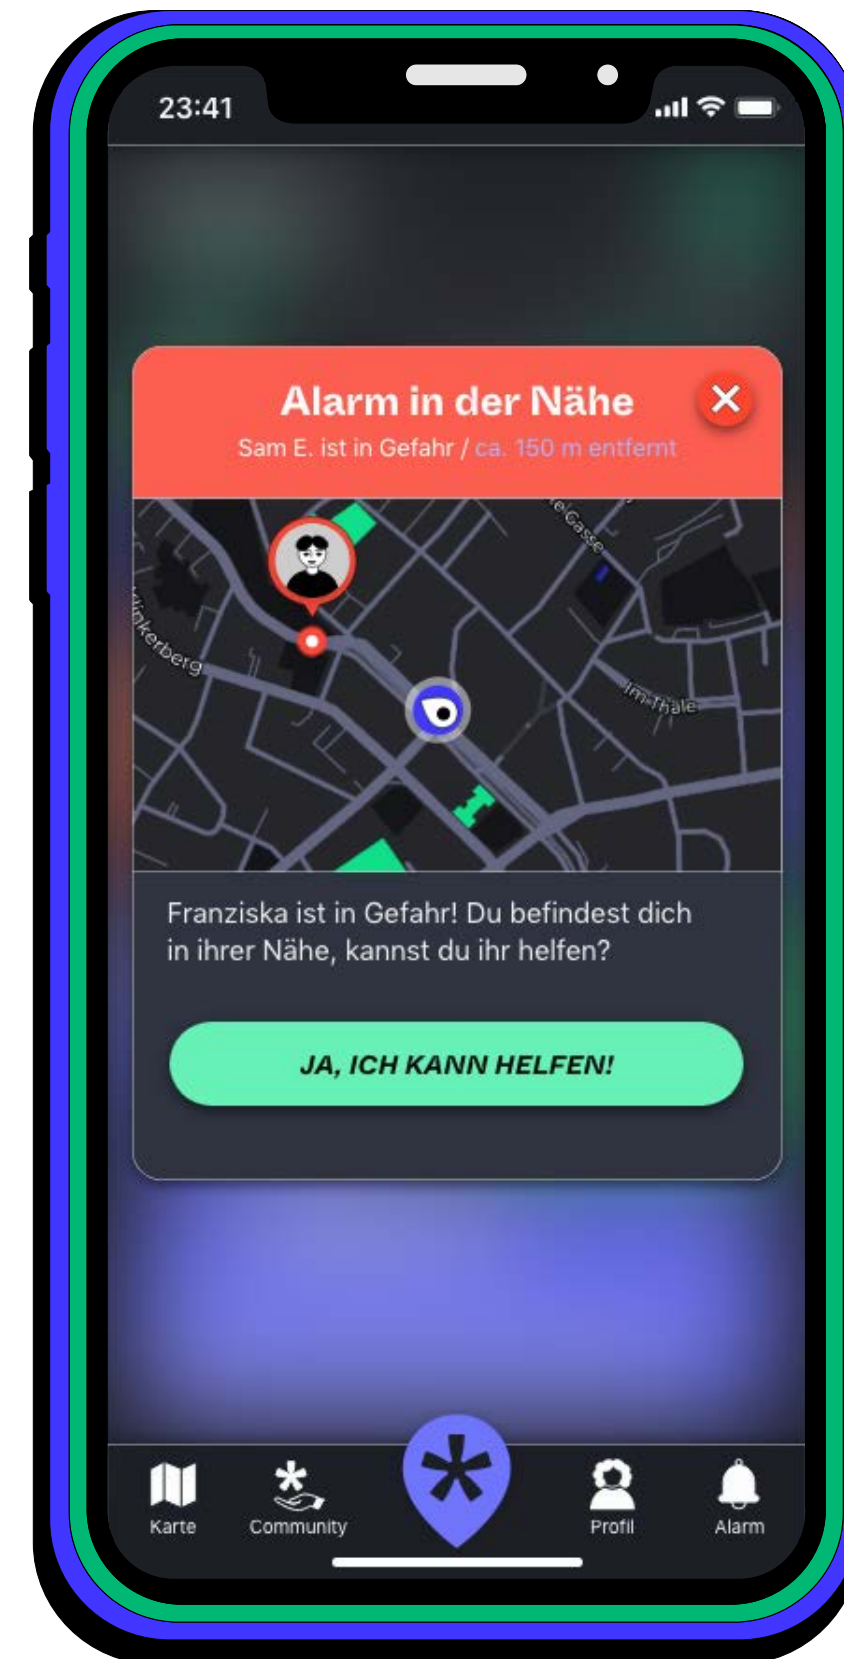 23:41
Alarm in der Nähe
Sam E. ist in Gefahr / ca. 150 m entfernt
Gasse
Klinkerberg
Im Thale
Franziska ist in Gefahr! Du befindest dich
in ihrer Nähe, kannst du ihr helfen?
JA, ICH KANN HELFEN!
Karte
Community
Profil
Alarm